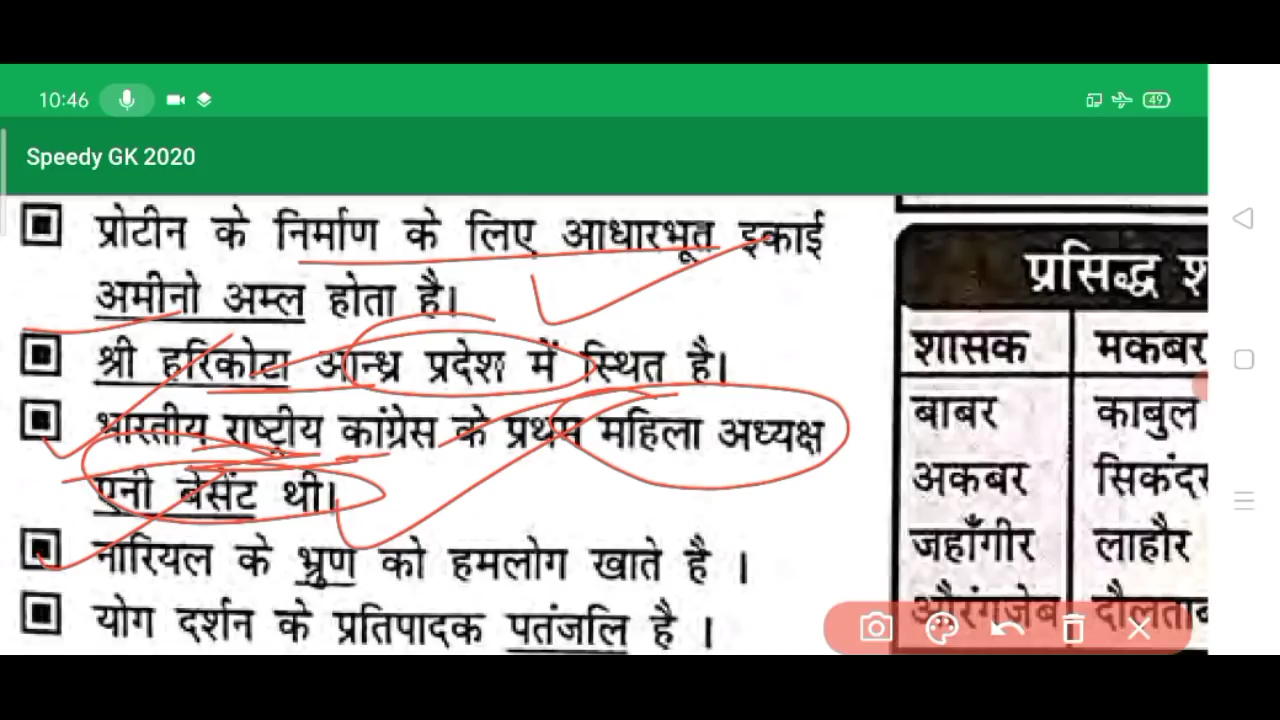 10:46
49
Speedy GK 2020
प्रोटीन के निर्माण के लिए आधारभूत इकाई
अमीनो अम्ल होता है।
श्री हरिकोटा आन्ध्र प्रदेश में स्थित है।
भारतीय राष्ट्रीय कांग्रेस के प्रथम महिला अध्यक्ष
एनी बेसेंट थी।
नारियल के भ्रुण को हमलोग खाते है ।
योग दर्शन के प्रतिपादक पतंजलि है ।
प्रसिद्ध श
शासक मकबर
बाबर काबुल
अकबर सिकंदर
जहाँगीर लाहौर
औरंगजेब दौलताब